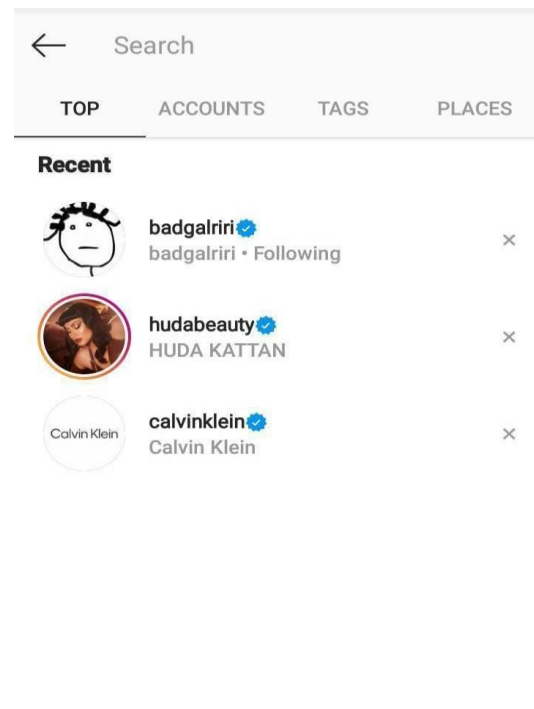 Search
TOP ACCOUNTS TAGS PLACES
Recent
badgalriri
badgalriri • Following
hudabeauty
HUDA KATTAN
Calvin Klein
calvinklein
Calvin Klein